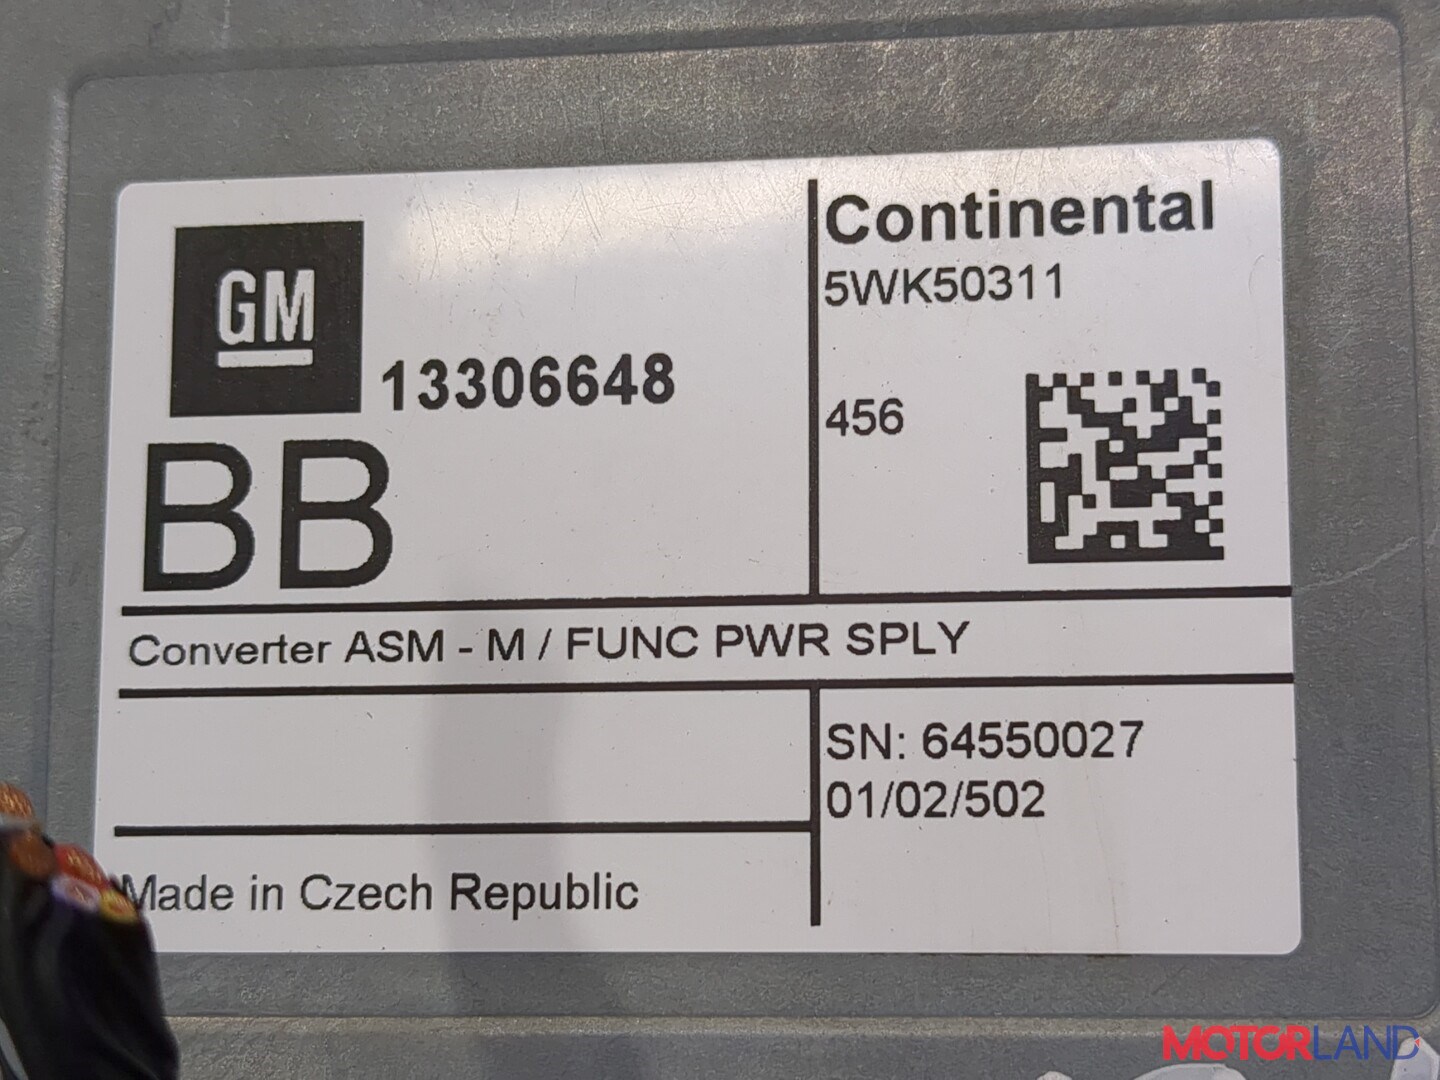 GM
13306648
BB
Continental
5WK50311
456
Converter ASM - M / FUNC PWR SPLY
SN: 64550027
01/02/502
Made in Czech Republic
MOTORLAND